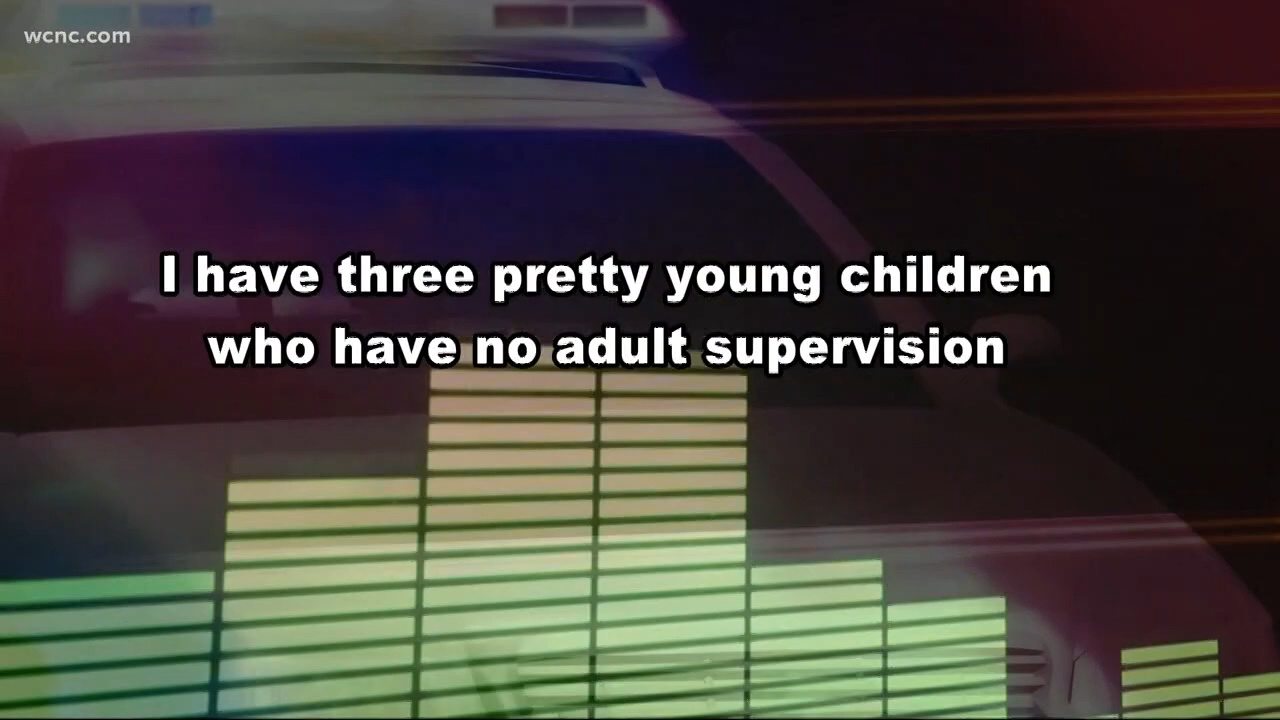 wcnc.com
I have three pretty young children
who have no adult supervision